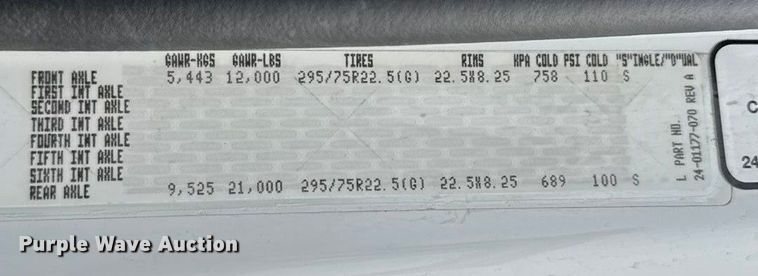 GAWR-KGS GAWR-LBS TIRES RIMS KPA COLD PSI COLD "S"INGLE/"D"UAL
FRONT AXLE 5,443 12,000 295/75R22.5(G) 22.5X8.25 758 110 S
FIRST INT AXLE
SECOND INT AXLE
THIRD INT AXLE
FOURTH INT AXLE
FIFTH INT AXLE
SIXTH INT AXLE
REAR AXLE 9,525 21,000 295/75R22.5(G) 22.5X8.25 689 100 S
L PART NO.
24-01177-070 REV A
C
24
Purple Wave Auction